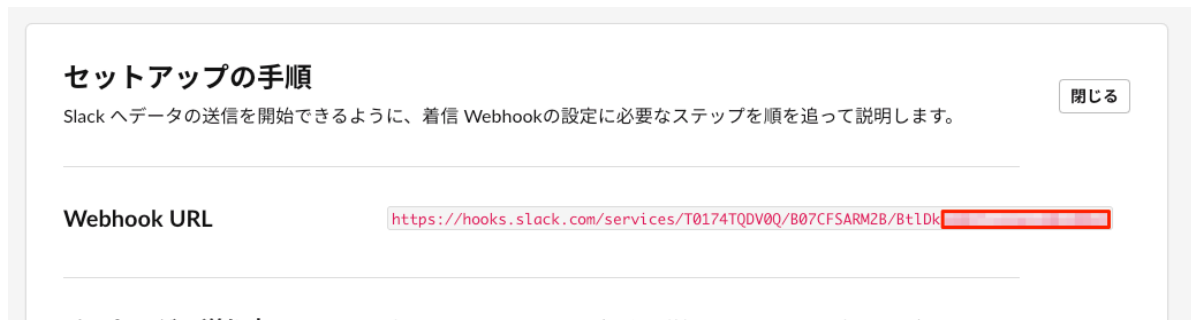 セットアップの手順
閉じる
Slack へデータの送信を開始できるように、着信 Webhookの設定に必要なステップを順を追って説明します。
Webhook URL
https://hooks.slack.com/services/T0174TQDV0Q/B07CFSARM2B/BtlDk